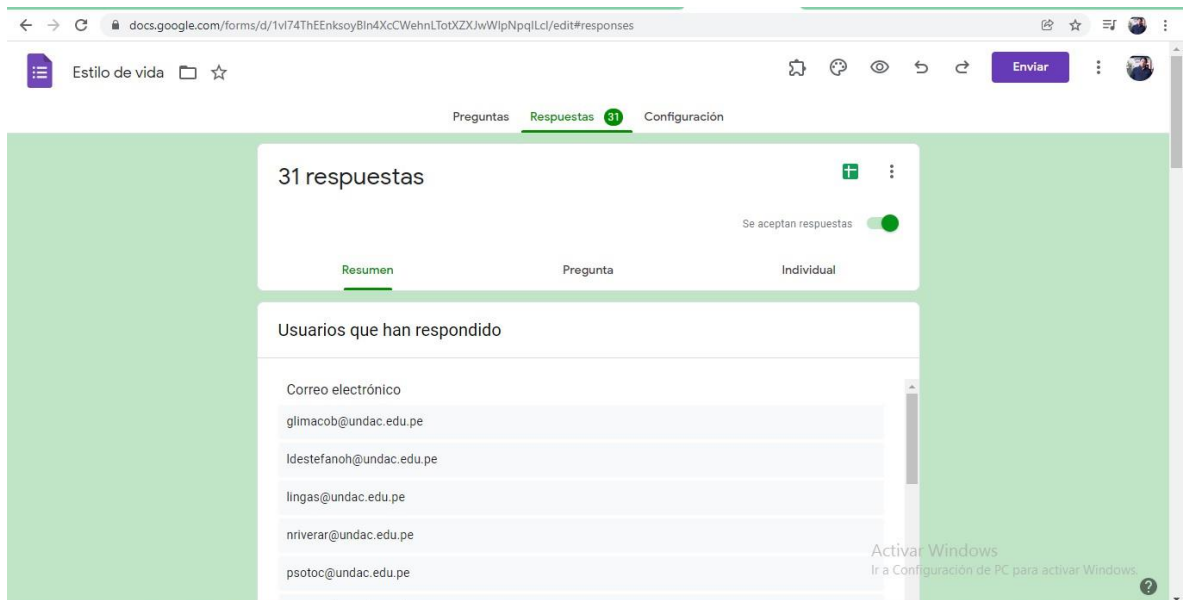 docs.google.com/forms/d/1vI74ThEEnksoyBIn4XcCWehnLTotXZXJwWIpNpqILcI/edit#responses
Estilo de vida
Enviar
Preguntas Respuestas 31 Configuración
31 respuestas
Se aceptan respuestas
Resumen Pregunta Individual
Usuarios que han respondido
Correo electrónico
glimacob@undac.edu.pe
ldestefanoh@undac.edu.pe
lingas@undac.edu.pe
nriverar@undac.edu.pe
psotoc@undac.edu.pe
Activar Windows
Ir a Configuración de PC para activar Windows.